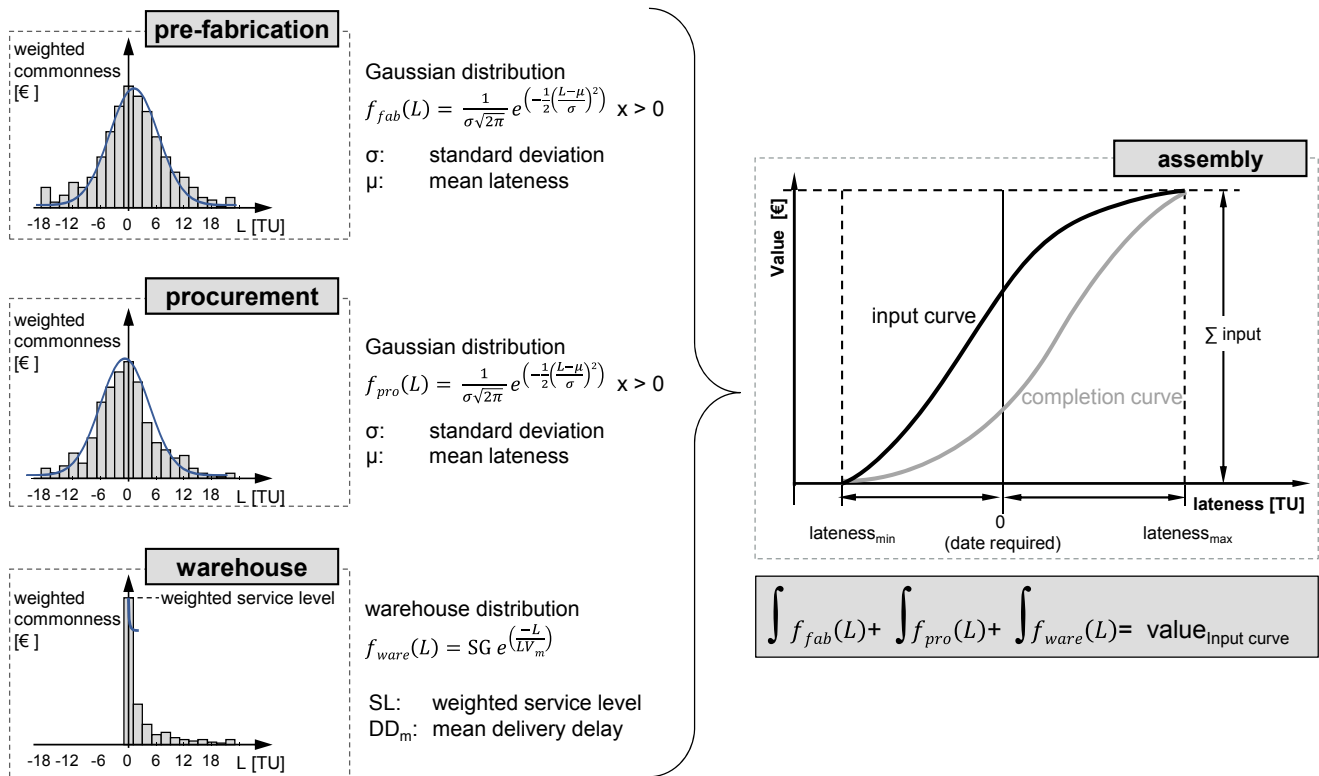 pre-fabrication
weighted
commonness
[€ ]
-18 -12 -6 0 6 12 18 L [TU]
Gaussian distribution
f_fab(L) = 1/(σ√2π) e^(-1/2((L-μ)/σ)^2) x > 0
σ: standard deviation
μ: mean lateness
procurement
weighted
commonness
[€ ]
-18 -12 -6 0 6 12 18 L [TU]
Gaussian distribution
f_pro(L) = 1/(σ√2π) e^(-1/2((L-μ)/σ)^2) x > 0
σ: standard deviation
μ: mean lateness
warehouse
weighted
commonness
[€ ]
weighted service level
-18 -12 -6 0 6 12 18 L [TU]
warehouse distribution
f_ware(L) = SG e^(-L/LV_m)
SL: weighted service level
DD_m: mean delivery delay
assembly
Value [€]
input curve
∑ input
completion curve
lateness [TU]
lateness_min
0
(date required)
lateness_max
∫ f_fab(L)+ ∫ f_pro(L)+ ∫ f_ware(L)= value_Input curve